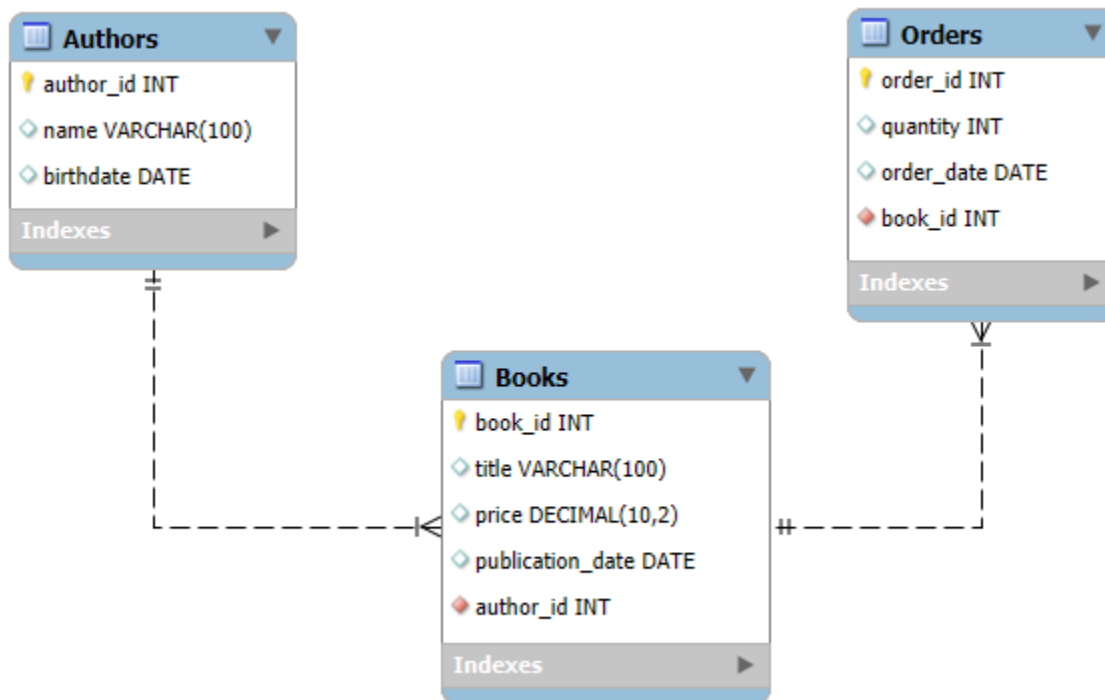 Authors
author_id INT
name VARCHAR(100)
birthdate DATE
Indexes
Orders
order_id INT
quantity INT
order_date DATE
book_id INT
Indexes
Books
book_id INT
title VARCHAR(100)
price DECIMAL(10,2)
publication_date DATE
author_id INT
Indexes